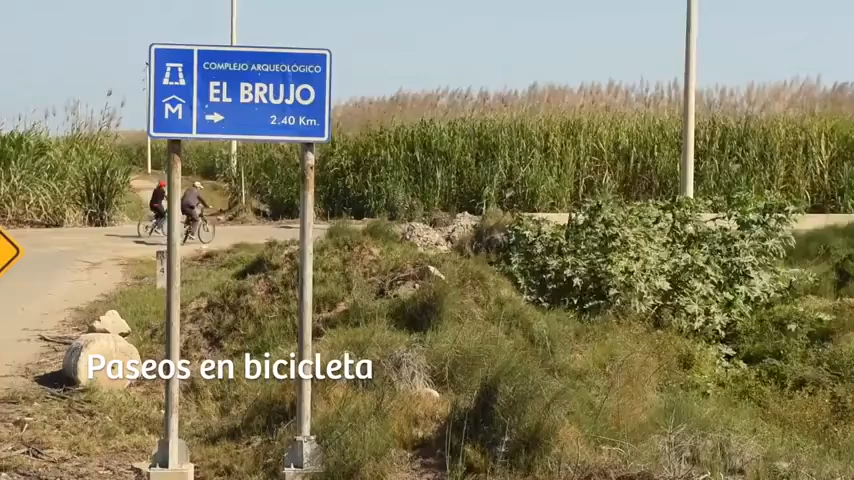 COMPLEJO ARQUEOLÓGICO
EL BRUJO
2.40 Km.
M
Paseos en bicicleta